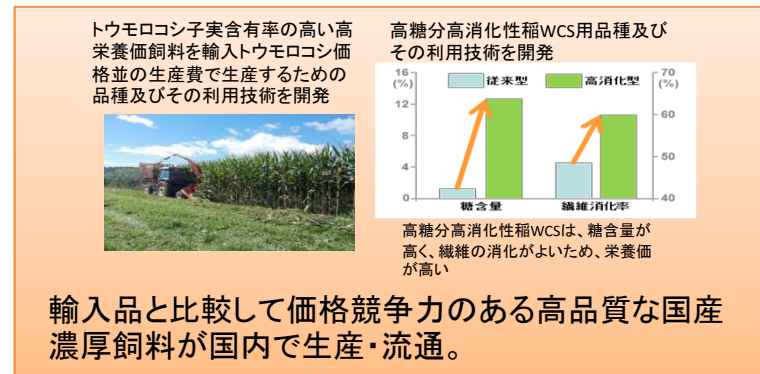 トウモロコシ子実含有率の高い高
栄養価飼料を輸入トウモロコシ価
格並の生産費で生産するための
品種及びその利用技術を開発
高糖分高消化性稲WCS用品種及び
その利用技術を開発
16
(%)
12
8
4
0
従来型
高消化型
70
(%)
60
50
40
糖含量
繊維消化率
高糖分高消化性稲WCSは、糖含量が
高く、繊維の消化がよいため、栄養価
が高い
輸入品と比較して価格競争力のある高品質な国産
濃厚飼料が国内で生産・流通。